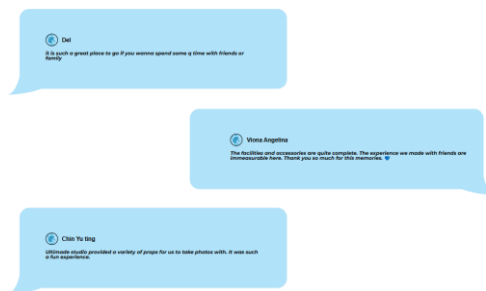 Del
It is such a great place to go if you wanna spend some q time with friends or
family
Viona Angelina
The facilities and accessories are quite complete. The experience we made with friends are
immeasurable here. Thank you so much for this memories. 💙
Chin Yu ting
Ultimade studio provided a variety of props for us to take photos with. It was such
a fun experience.